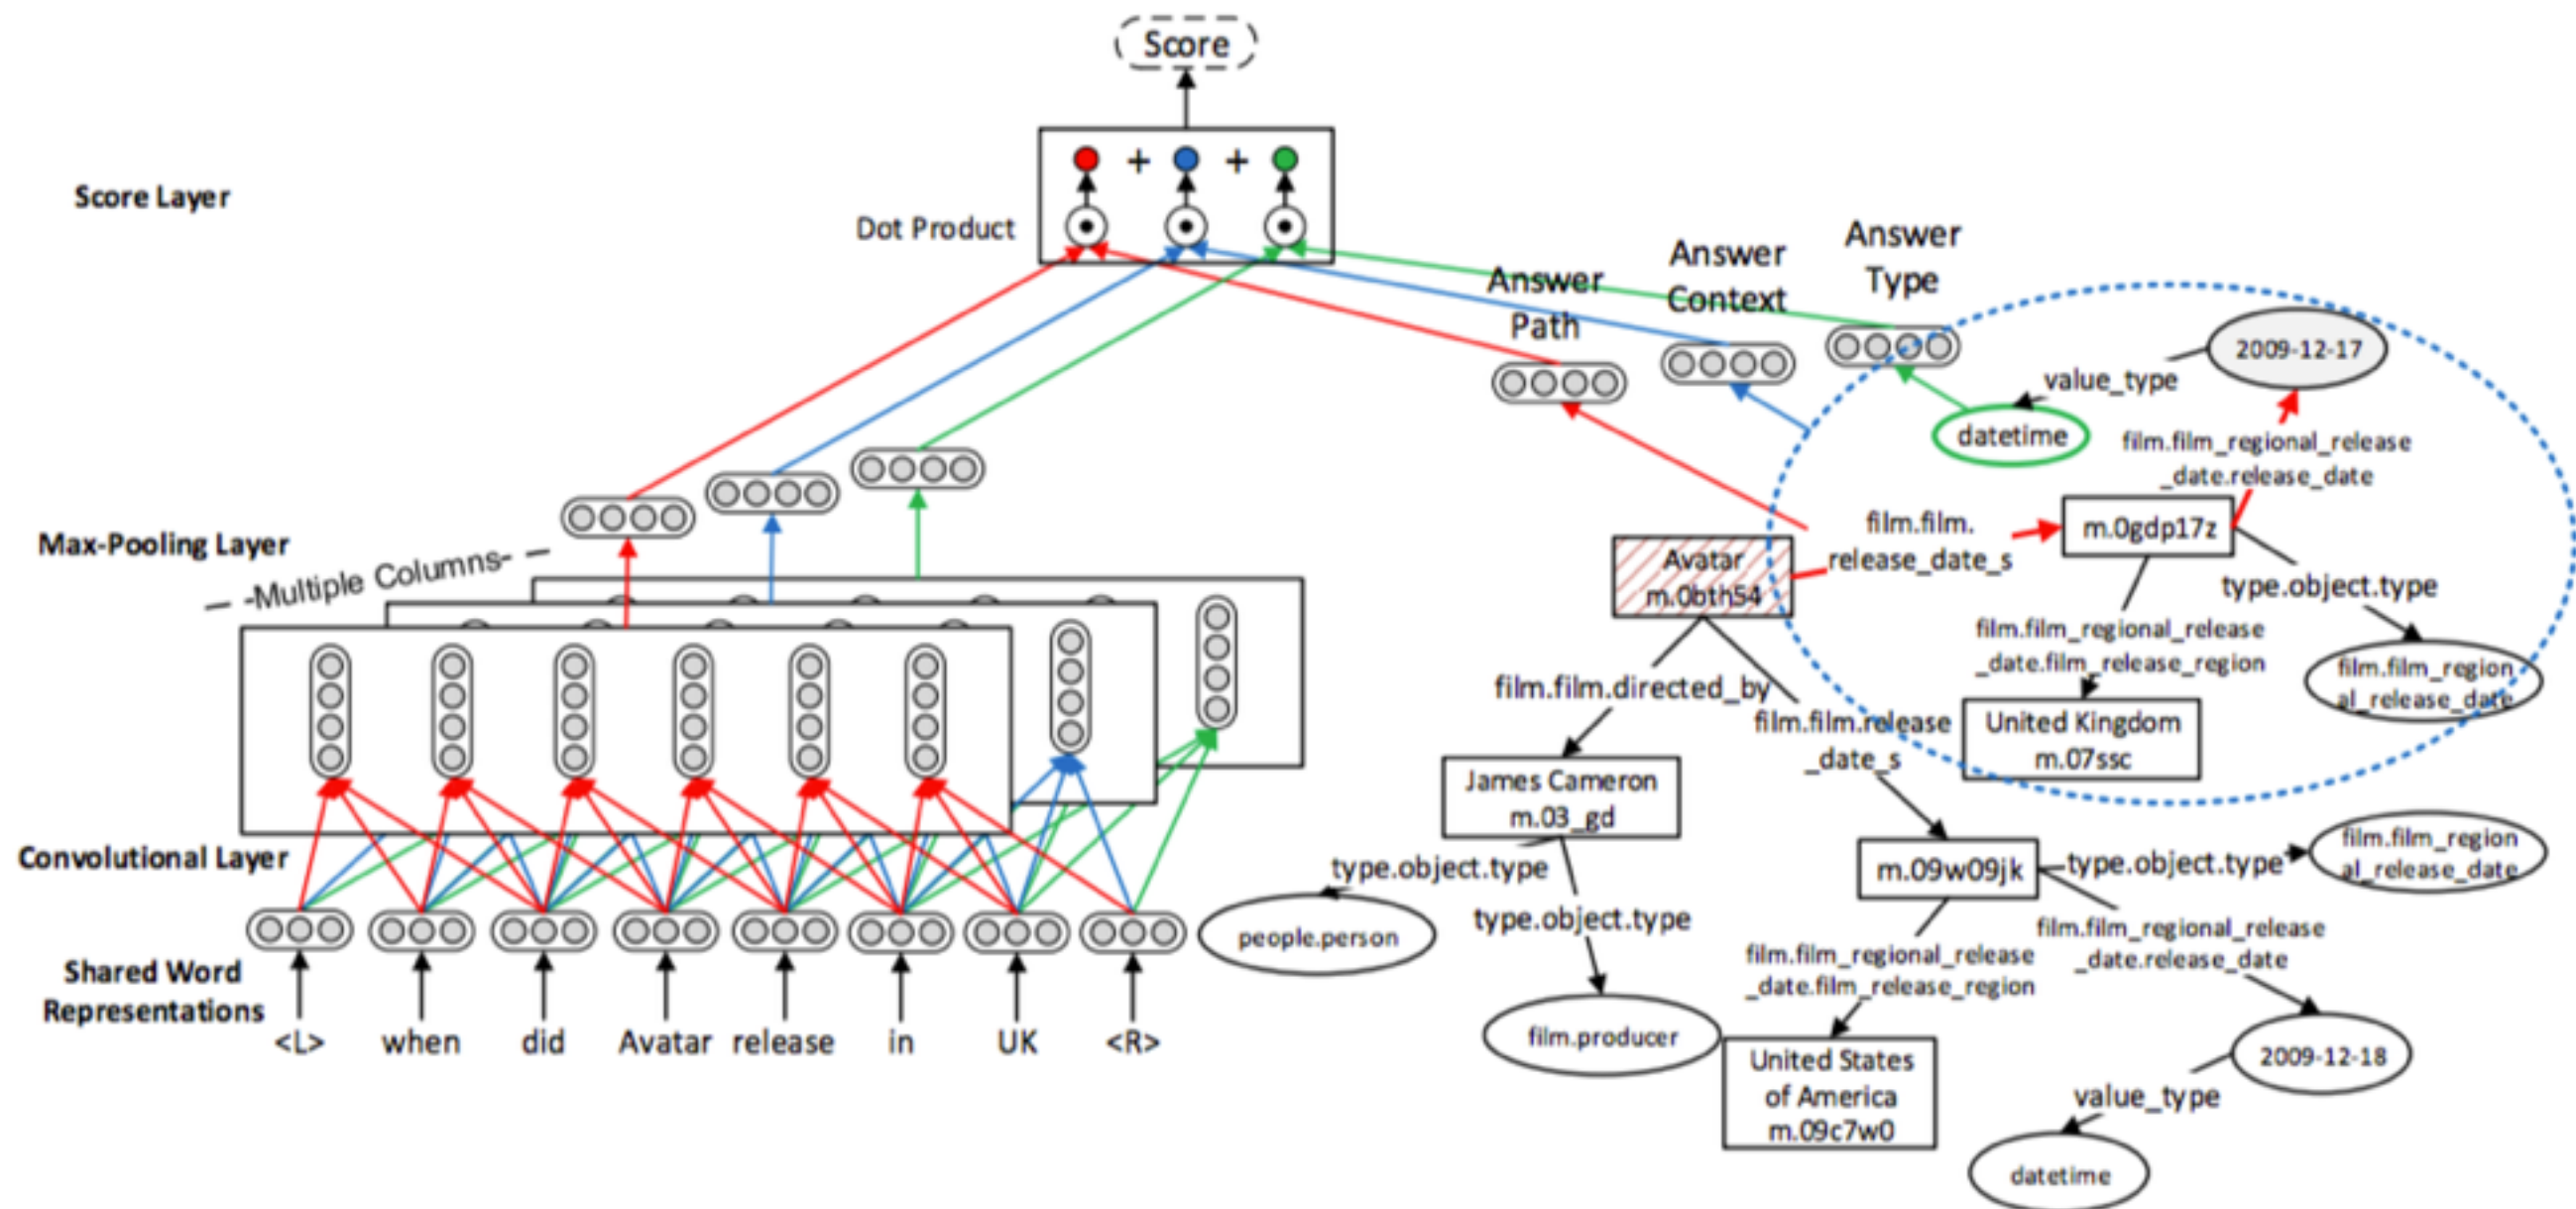 Score
Score Layer
Dot Product
Answer
Path
Answer
Context
Answer
Type
Max-Pooling Layer
- -Multiple Columns- -
Convolutional Layer
Shared Word
Representations
<L>
when
did
Avatar
release
in
UK
<R>
2009-12-17
value_type
datetime
film.film_regional_release
_date.release_date
film.film.
release_date_s
m.0gdp17z
Avatar
m.0bth54
type.object.type
film.film_regional_release
_date.film_release_region
film.film_region
al_release_date
United Kingdom
m.07ssc
film.film.directed_by
film.film.release
_date_s
James Cameron
m.03_gd
type.object.type
people.person
type.object.type
film.producer
m.09w09jk
type.object.type
film.film_region
al_release_date
film.film_regional_release
_date.release_date
film.film_regional_release
_date.film_release_region
United States
of America
m.09c7w0
2009-12-18
value_type
datetime